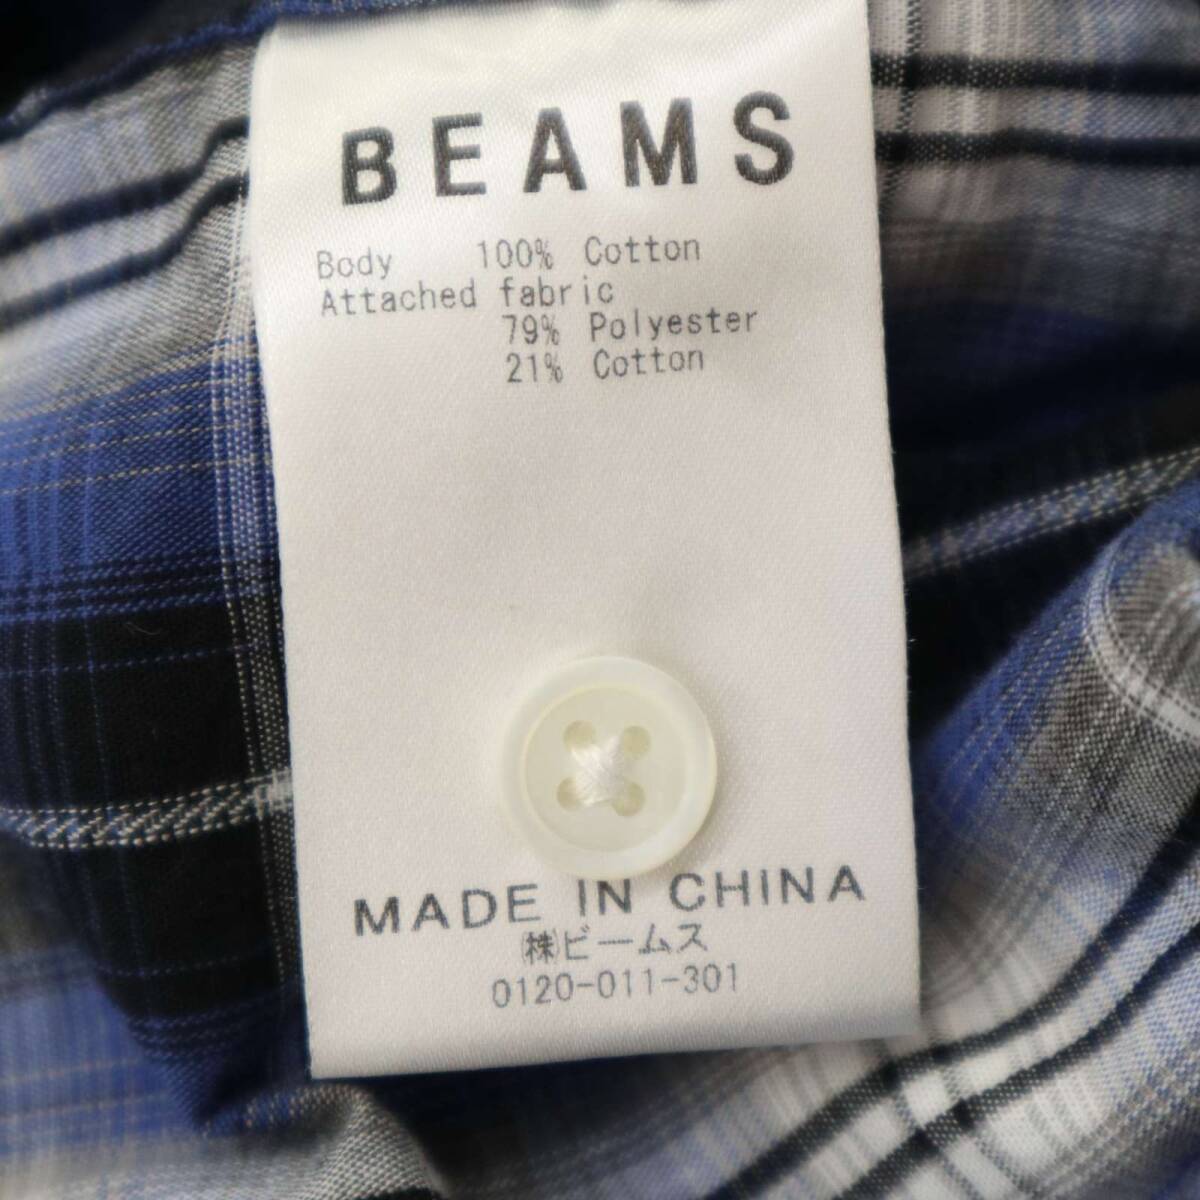 BEAMS
Body 100% Cotton
Attached fabric
79% Polyester
21% Cotton
MADE IN CHINA
㈱ビームス
0120-011-301